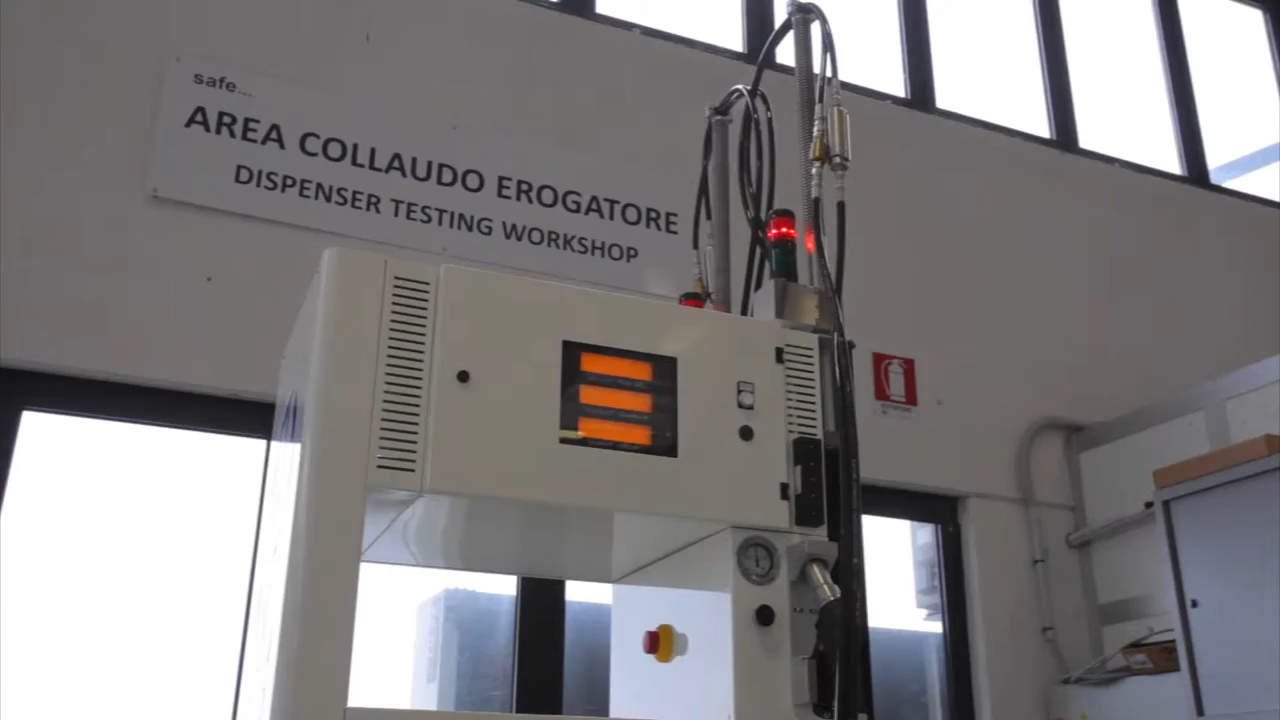 safe...
AREA COLLAUDO EROGATORE
DISPENSER TESTING WORKSHOP